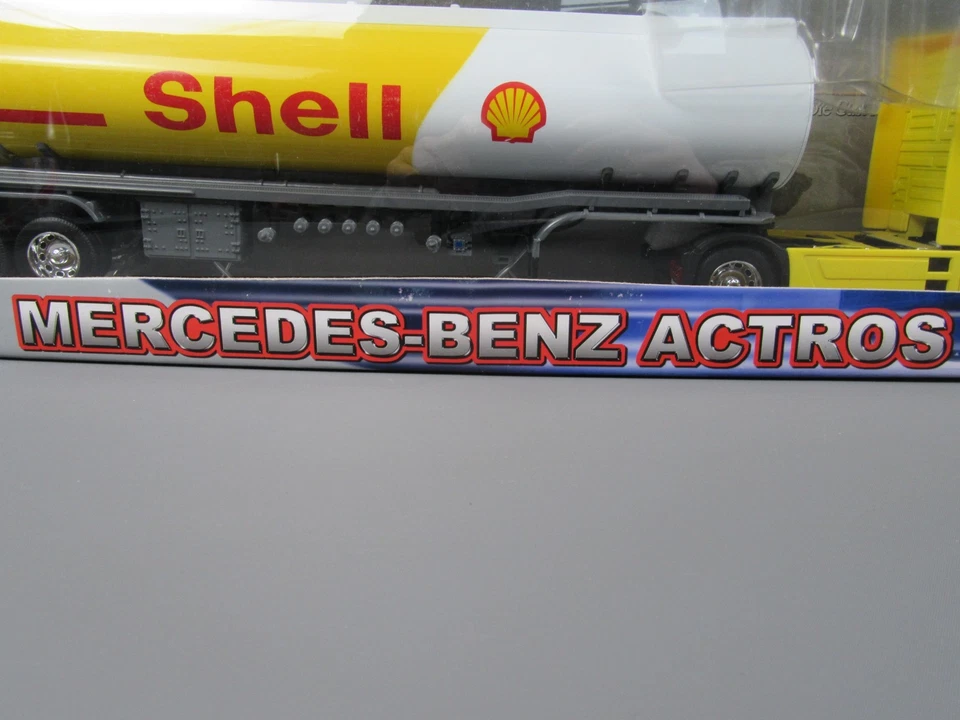 Shell
MERCEDES-BENZ ACTROS